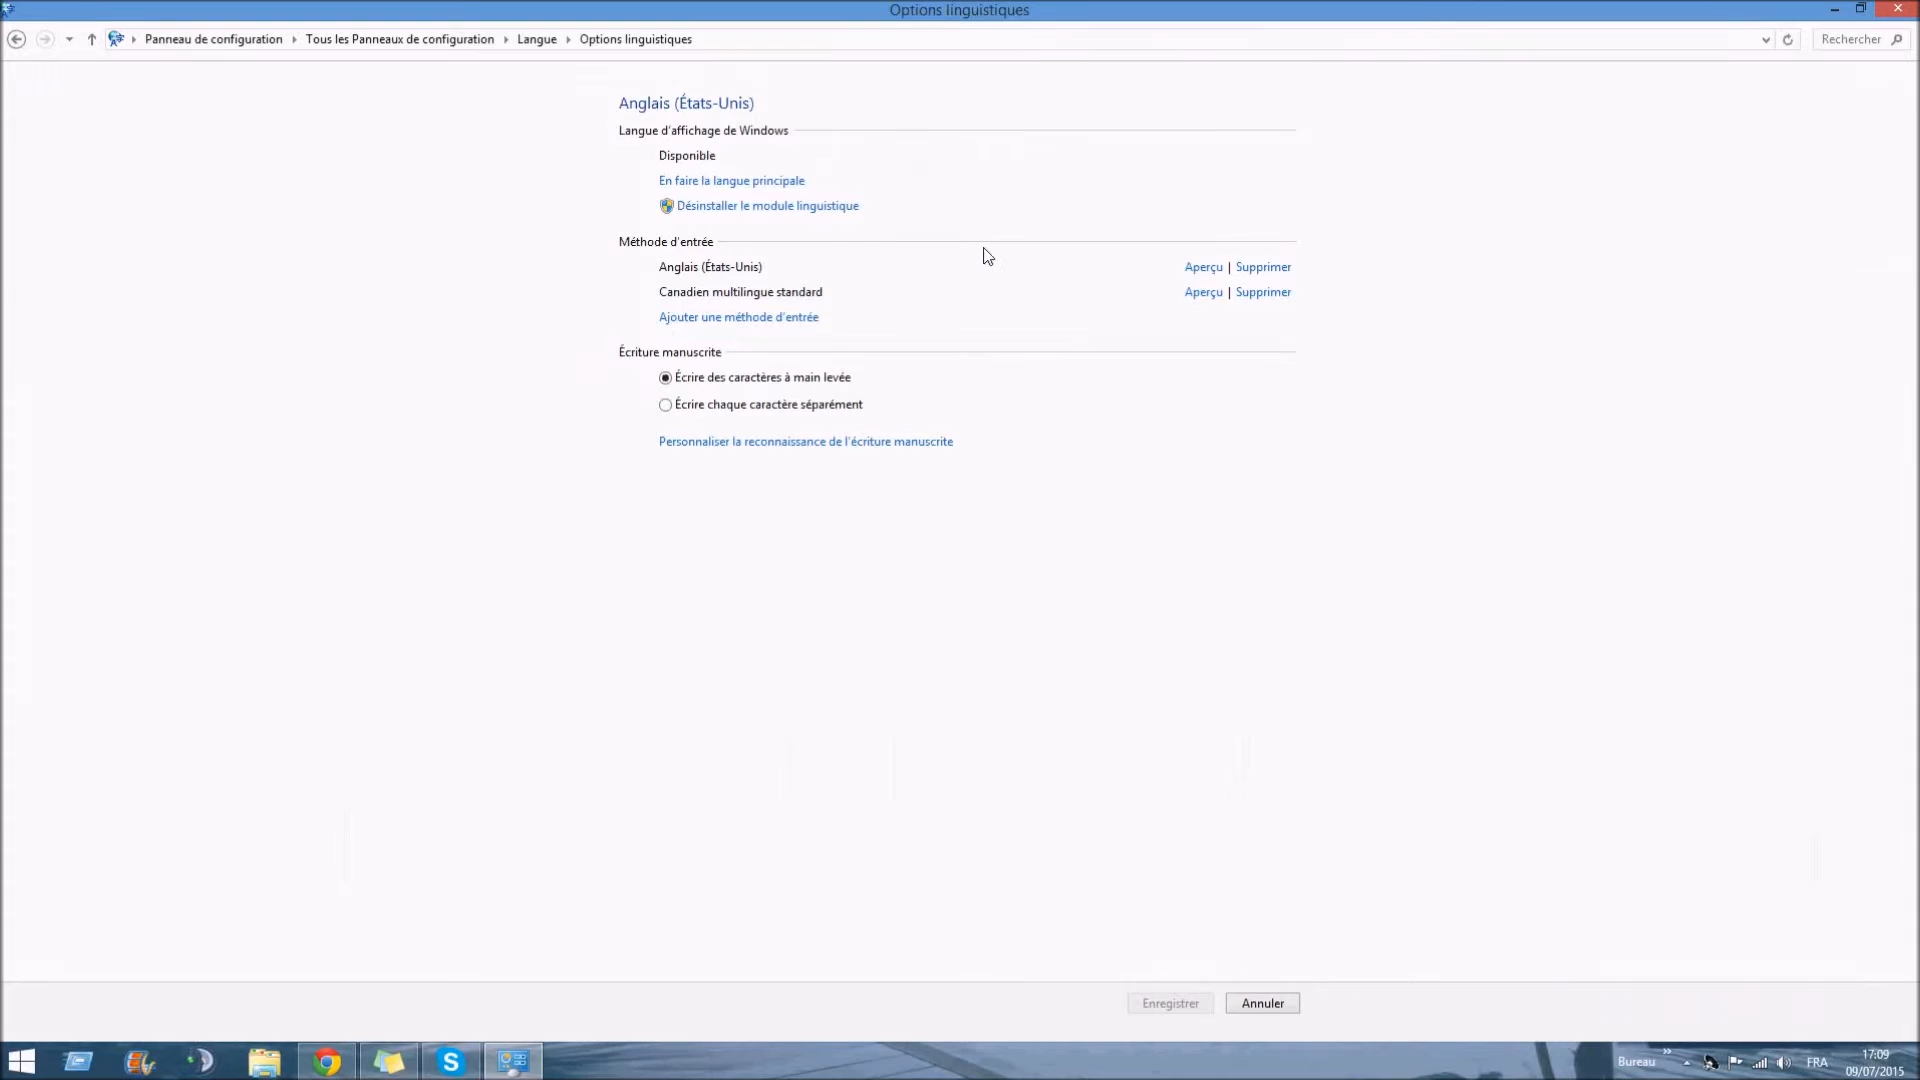 Options linguistiques
Panneau de configuration Tous les Panneaux de configuration Langue Options linguistiques Rechercher
Anglais (États-Unis)
Langue d'affichage de Windows
Disponible
En faire la langue principale
Désinstaller le module linguistique
Méthode d'entrée
Anglais (États-Unis) Aperçu | Supprimer
Canadien multilingue standard Aperçu | Supprimer
Ajouter une méthode d'entrée
Écriture manuscrite
Écrire des caractères à main levée
Écrire chaque caractère séparément
Personnaliser la reconnaissance de l'écriture manuscrite
Enregistrer Annuler
Bureau FRA 17:09
09/07/2015